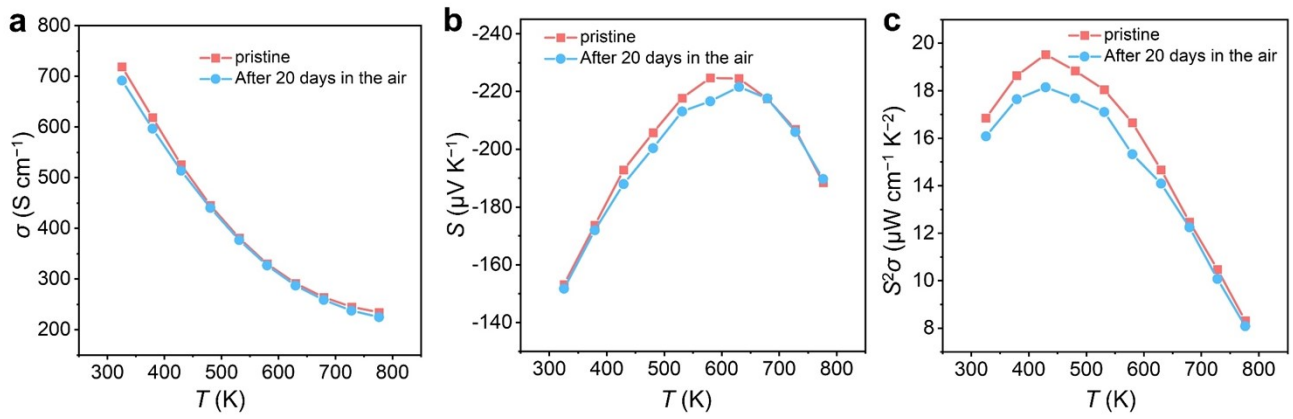 a
800
700
600
500
400
300
200
σ (S cm⁻¹)
pristine
After 20 days in the air
300 400 500 600 700 800
T (K)
b
-240
-220
-200
-180
-160
-140
S (μV K⁻¹)
pristine
After 20 days in the air
300 400 500 600 700 800
T (K)
c
20
18
16
14
12
10
8
S²σ (μW cm⁻¹ K⁻²)
pristine
After 20 days in the air
300 400 500 600 700 800
T (K)